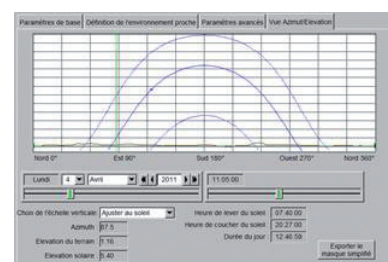 Paramètres de base Définition de l'environnement proche Paramètres avancés Vue Azimut/Elevation
Nord 0° Est 90° Sud 180° Ouest 270° Nord 360°
Lundi 4 Avril 2011 11:05:00
Choix de l'échelle verticale: Ajuster au soleil
Heure de lever du soleil 07:40:00
Azimuth 87.5
Heure de coucher du soleil 20:27:00
Elevation du terrain 1.16
Durée du jour 12:46:59
Elevation solaire 5.40
Exporter le
masque simplifié